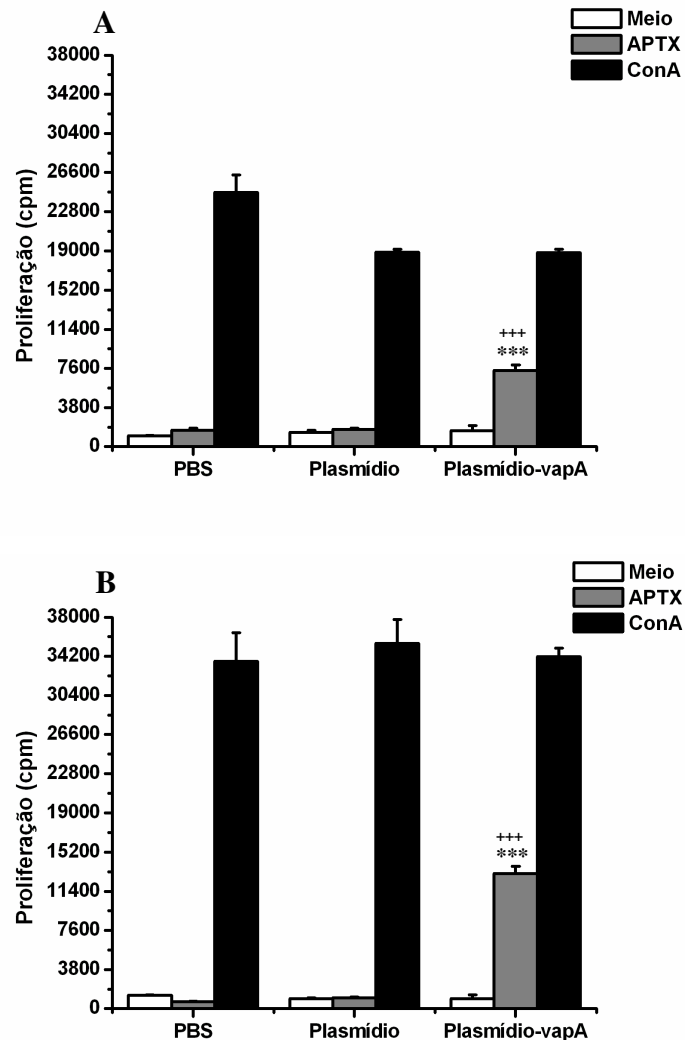 A
Meio
APTX
ConA
38000
34200
30400
26600
22800
19000
15200
11400
7600
3800
0
Proliferação (cpm)
+++
***
PBS Plasmídio Plasmídio-vapA
B
Meio
APTX
ConA
38000
34200
30400
26600
22800
19000
15200
11400
7600
3800
0
Proliferação (cpm)
+++
***
PBS Plasmídio Plasmídio-vapA